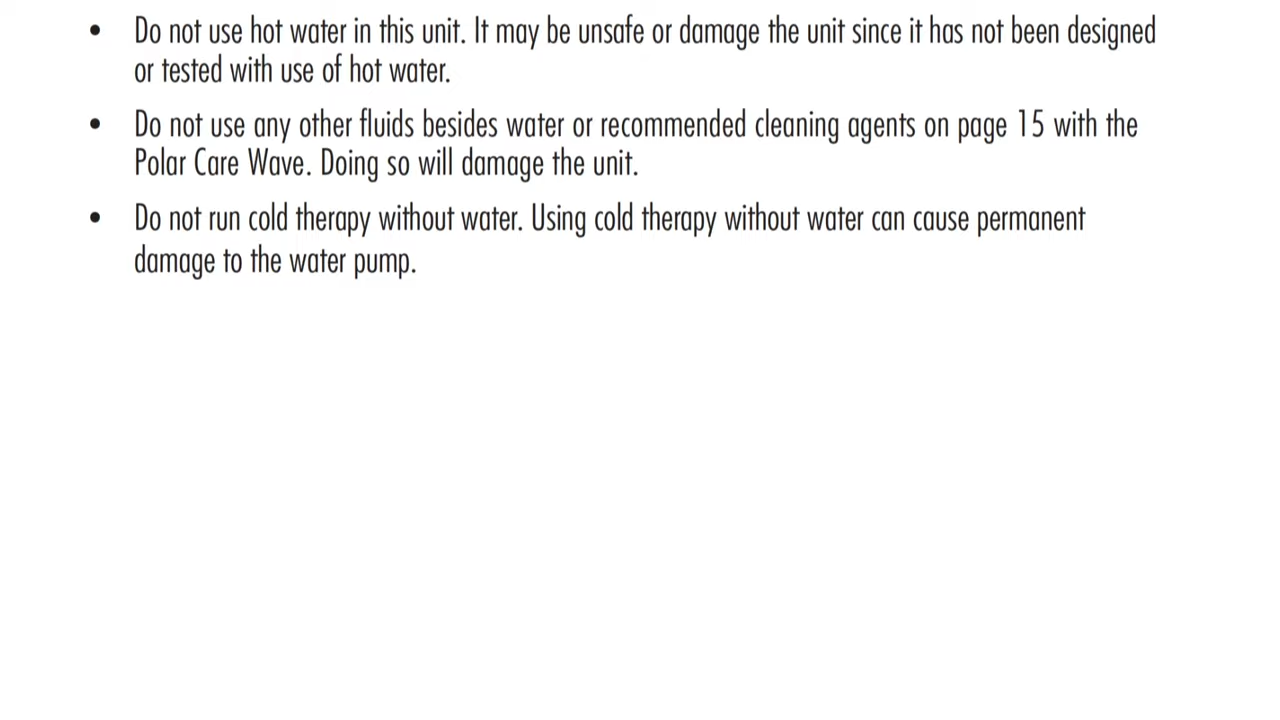 • Do not use hot water in this unit. It may be unsafe or damage the unit since it has not been designed
or tested with use of hot water.
• Do not use any other fluids besides water or recommended cleaning agents on page 15 with the
Polar Care Wave. Doing so will damage the unit.
• Do not run cold therapy without water. Using cold therapy without water can cause permanent
damage to the water pump.